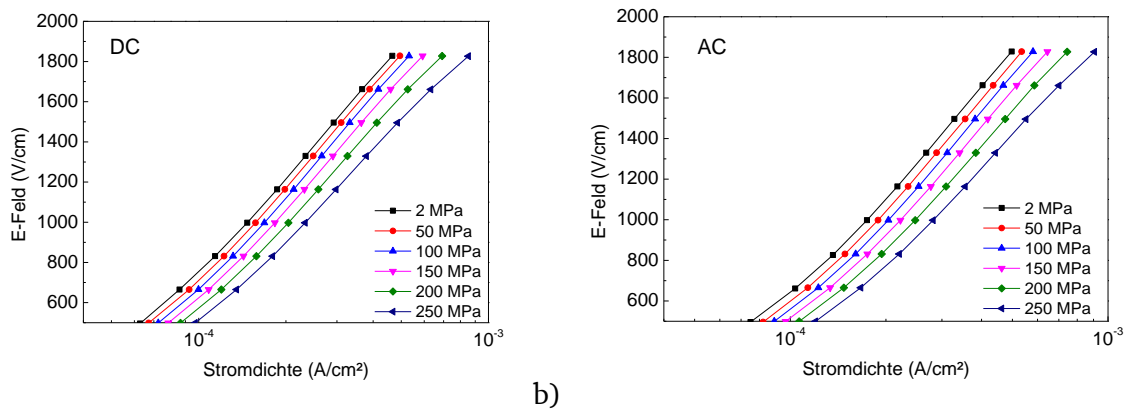 DC
E-Feld (V/cm)
2000
1800
1600
1400
1200
1000
800
600
2 MPa
50 MPa
100 MPa
150 MPa
200 MPa
250 MPa
10⁻⁴
10⁻³
Stromdichte (A/cm²)
b)
AC
E-Feld (V/cm)
2000
1800
1600
1400
1200
1000
800
600
2 MPa
50 MPa
100 MPa
150 MPa
200 MPa
250 MPa
10⁻⁴
10⁻³
Stromdichte (A/cm²)